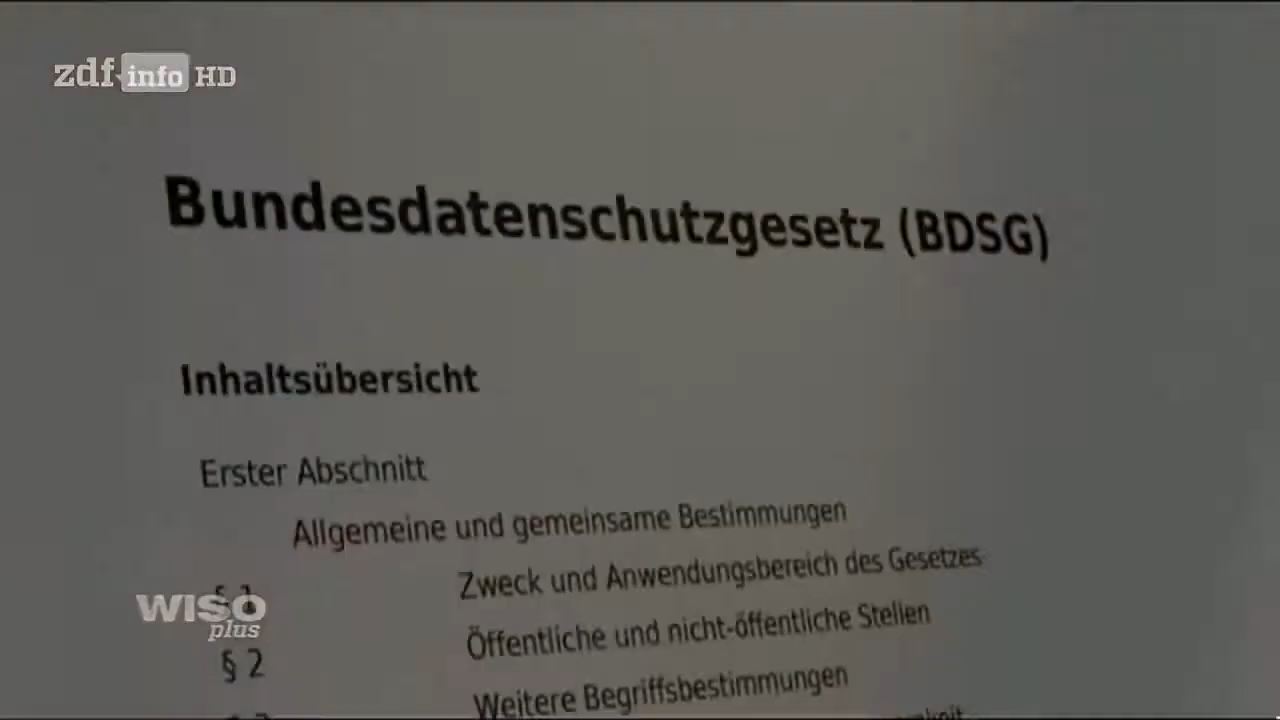 zdf info HD
Bundesdatenschutzgesetz (BDSG)
Inhaltsübersicht
Erster Abschnitt
Allgemeine und gemeinsame Bestimmungen
§ 1 Zweck und Anwendungsbereich des Gesetzes
WISO
plus
§ 2 Öffentliche und nicht-öffentliche Stellen
Weitere Begriffsbestimmungen